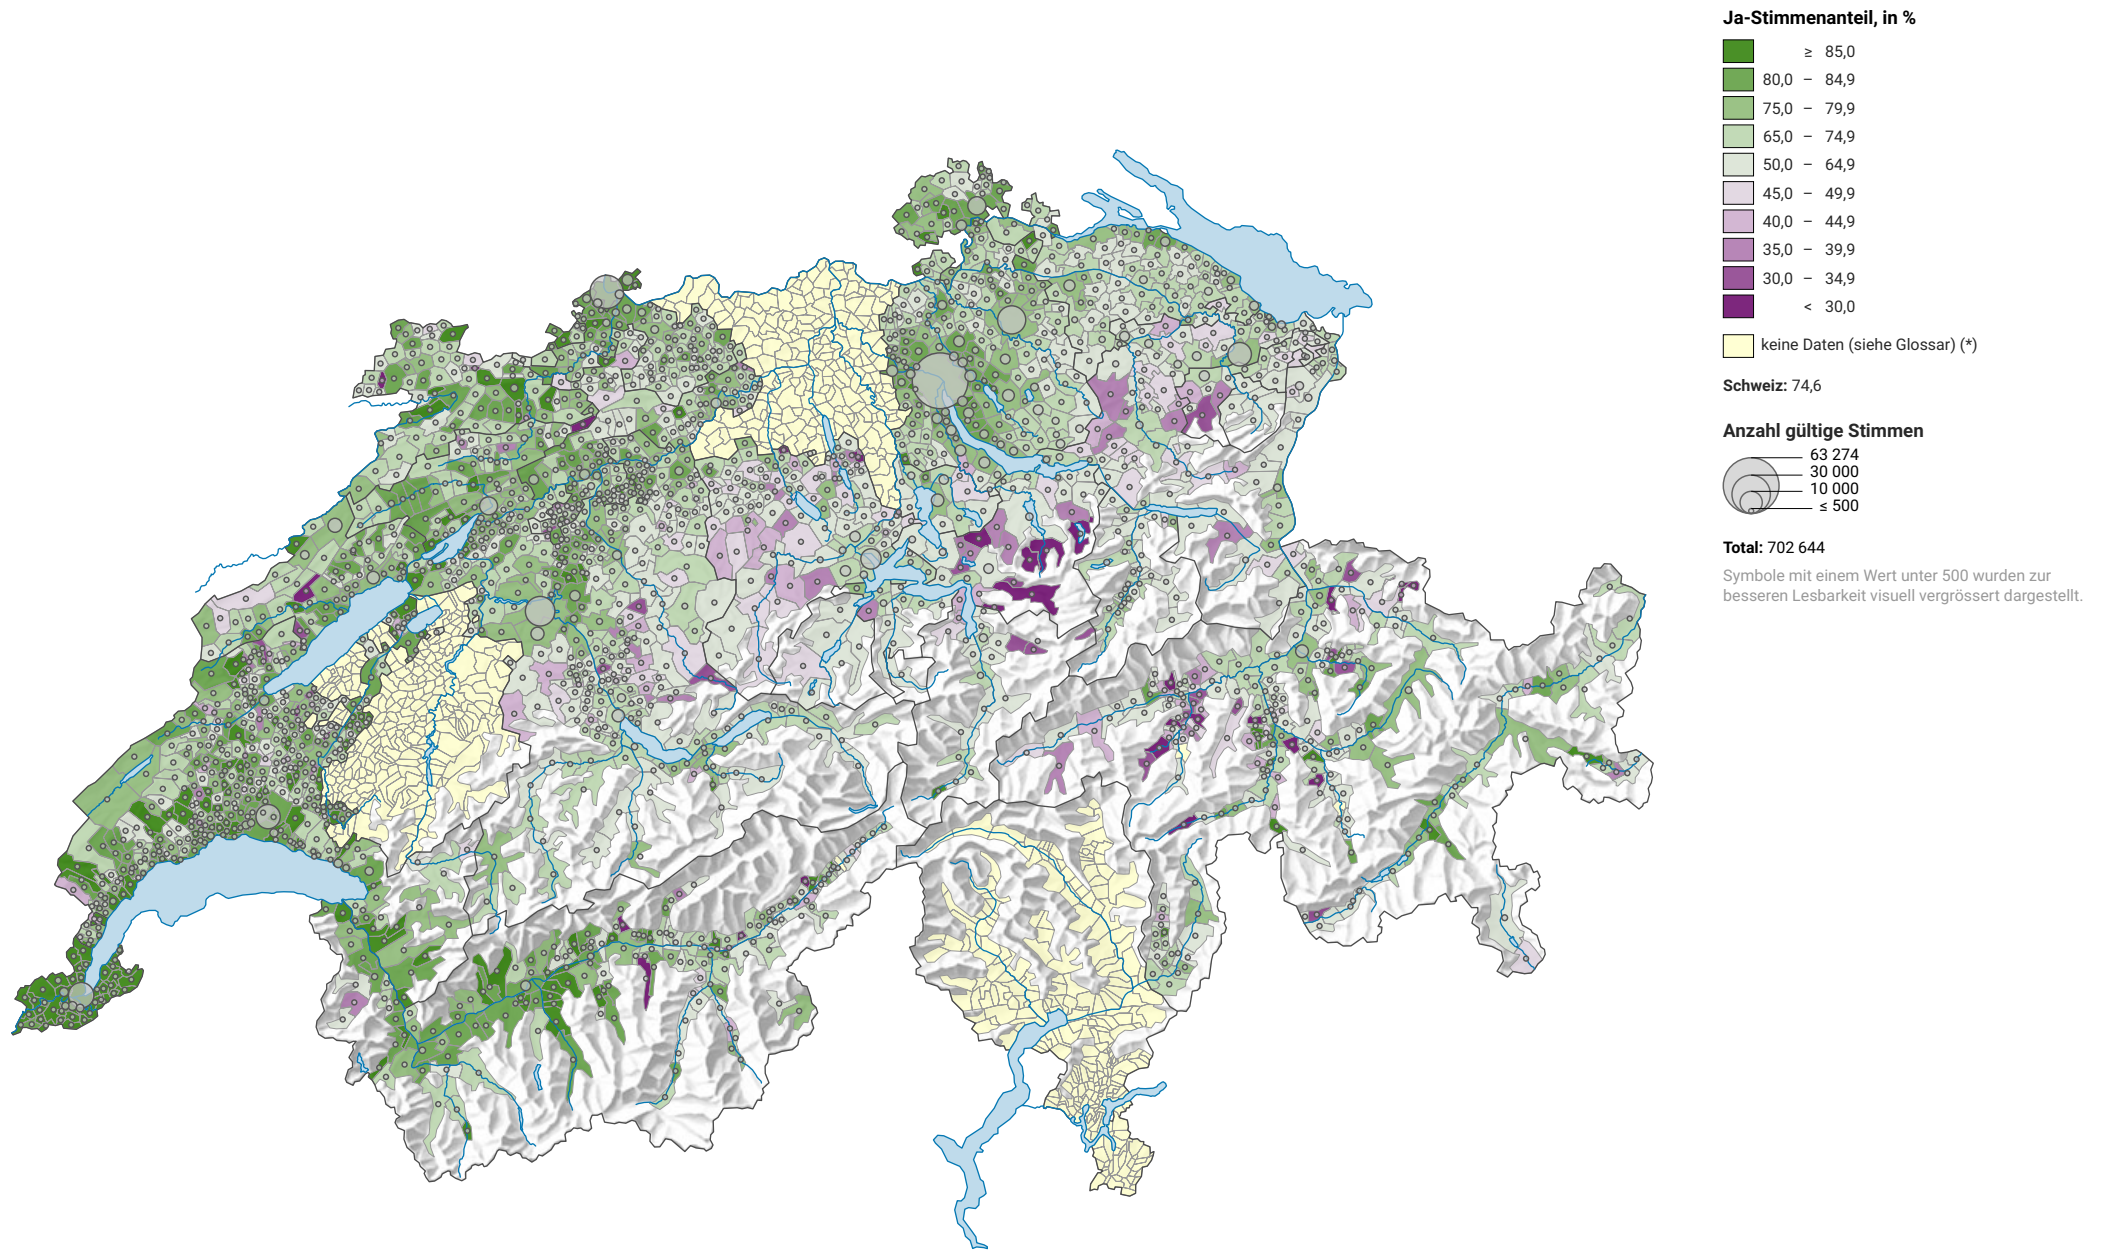 Ja-Stimmenanteil, in %
≥ 85,0
80,0 – 84,9
75,0 – 79,9
65,0 – 74,9
50,0 – 64,9
45,0 – 49,9
40,0 – 44,9
35,0 – 39,9
30,0 – 34,9
< 30,0
keine Daten (siehe Glossar) (*)
Schweiz: 74,6
Anzahl gültige Stimmen
63 274
30 000
10 000
≤ 500
Total: 702 644
Symbole mit einem Wert unter 500 wurden zur
besseren Lesbarkeit visuell vergrössert dargestellt.